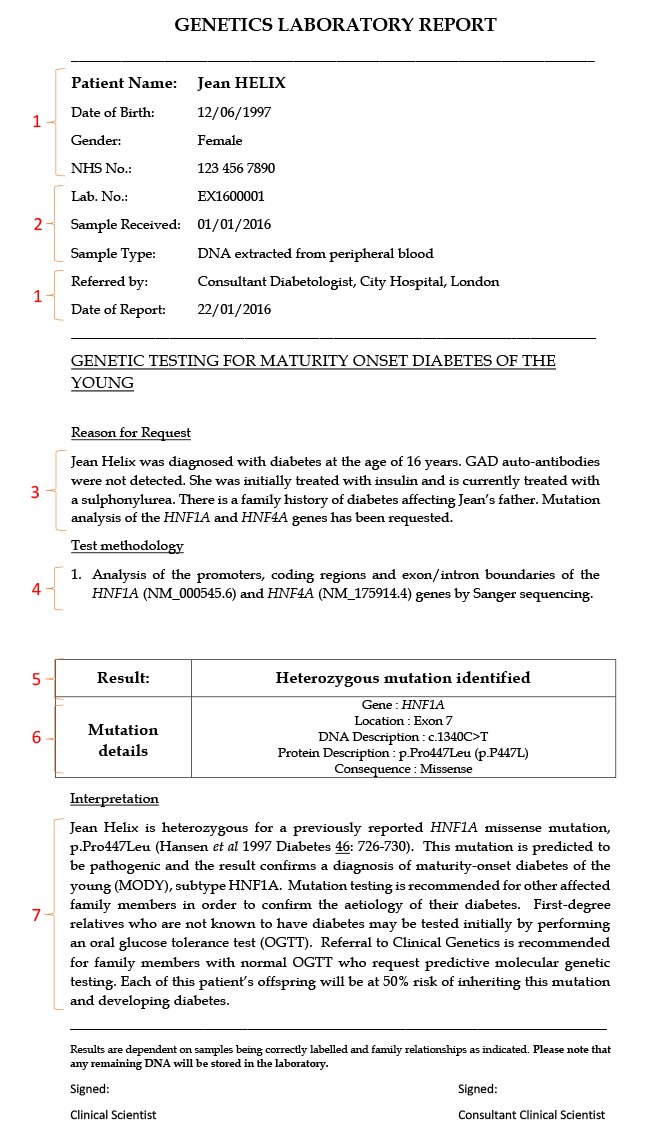 GENETICS LABORATORY REPORT
Patient Name: Jean HELIX
1 Date of Birth: 12/06/1997
Gender: Female
NHS No.: 123 456 7890
Lab. No.: EX1600001
2 Sample Received: 01/01/2016
Sample Type: DNA extracted from peripheral blood
Referred by: Consultant Diabetologist, City Hospital, London
1
Date of Report: 22/01/2016
GENETIC TESTING FOR MATURITY ONSET DIABETES OF THE
YOUNG
Reason for Request
Jean Helix was diagnosed with diabetes at the age of 16 years. GAD auto-antibodies
were not detected. She was initially treated with insulin and is currently treated with
3 a sulphonylurea. There is a family history of diabetes affecting Jean's father. Mutation
analysis of the HNF1A and HNF4A genes has been requested.
Test methodology
1. Analysis of the promoters, coding regions and exon/intron boundaries of the
4 HNF1A (NM_000545.6) and HNF4A (NM_175914.4) genes by Sanger sequencing.
5 Result: Heterozygous mutation identified
Gene : HNF1A
Location : Exon 7
6 Mutation details DNA Description : c.1340C>T
Protein Description : p.Pro447Leu (p.P447L)
Consequence : Missense
Interpretation
Jean Helix is heterozygous for a previously reported HNF1A missense mutation,
p.Pro447Leu (Hansen et al 1997 Diabetes 46: 726-730). This mutation is predicted to
be pathogenic and the result confirms a diagnosis of maturity-onset diabetes of the
young (MODY), subtype HNF1A. Mutation testing is recommended for other affected
7 family members in order to confirm the aetiology of their diabetes. First-degree
relatives who are not known to have diabetes may be tested initially by performing
an oral glucose tolerance test (OGTT). Referral to Clinical Genetics is recommended
for family members with normal OGTT who request predictive molecular genetic
testing. Each of this patient's offspring will be at 50% risk of inheriting this mutation
and developing diabetes.
Results are dependent on samples being correctly labelled and family relationships as indicated. Please note that
any remaining DNA will be stored in the laboratory.
Signed: Signed:
Clinical Scientist Consultant Clinical Scientist